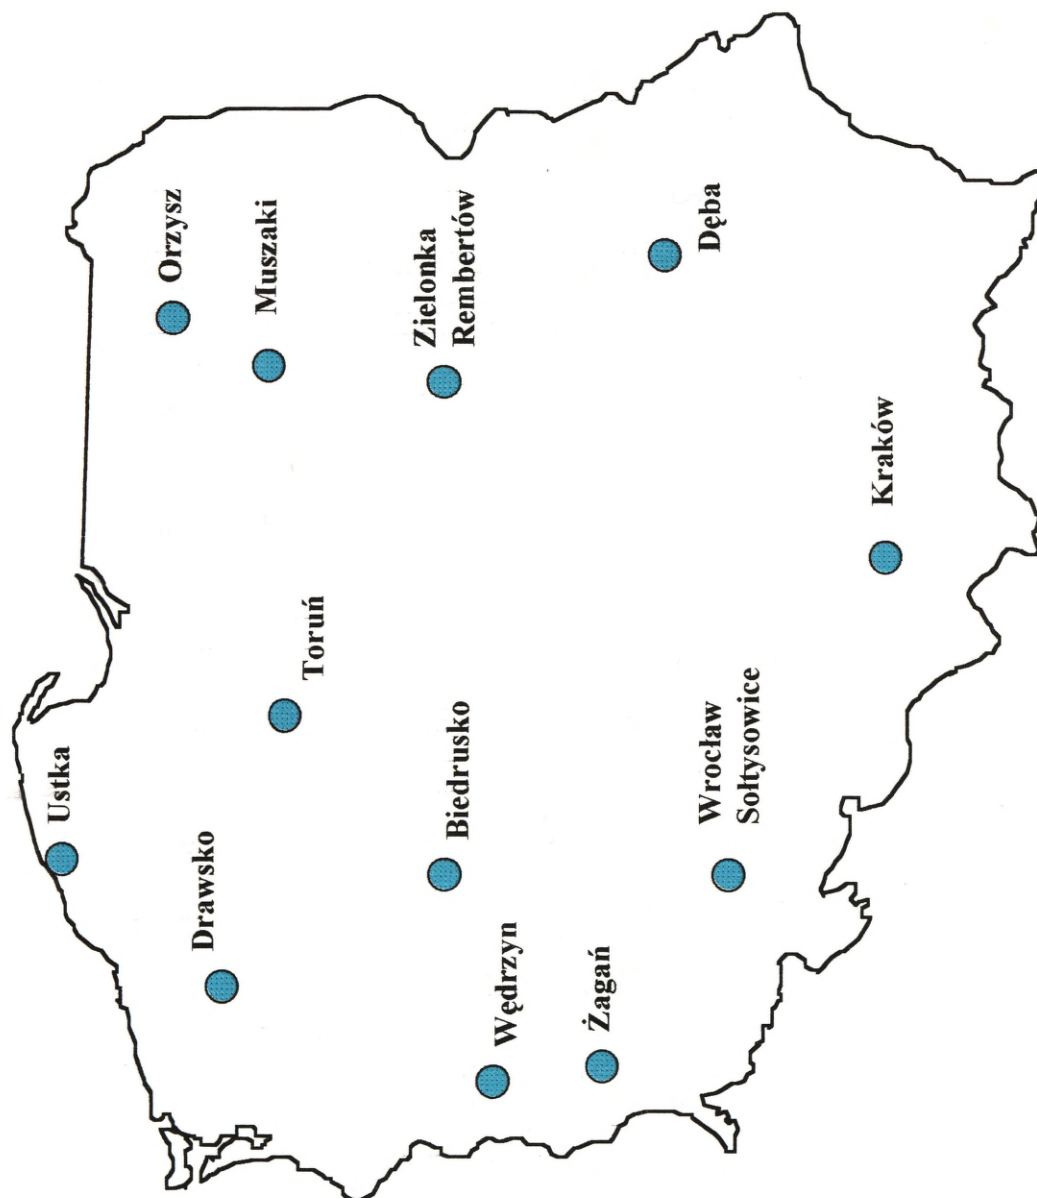 Ustka
Drawsko
Orzysz
Muszaki
Toruń
Zielonka
Rembertów
Biedrusko
Wędrzyn
Żagań
Wrocław
Sołtysowice
Dęba
Kraków